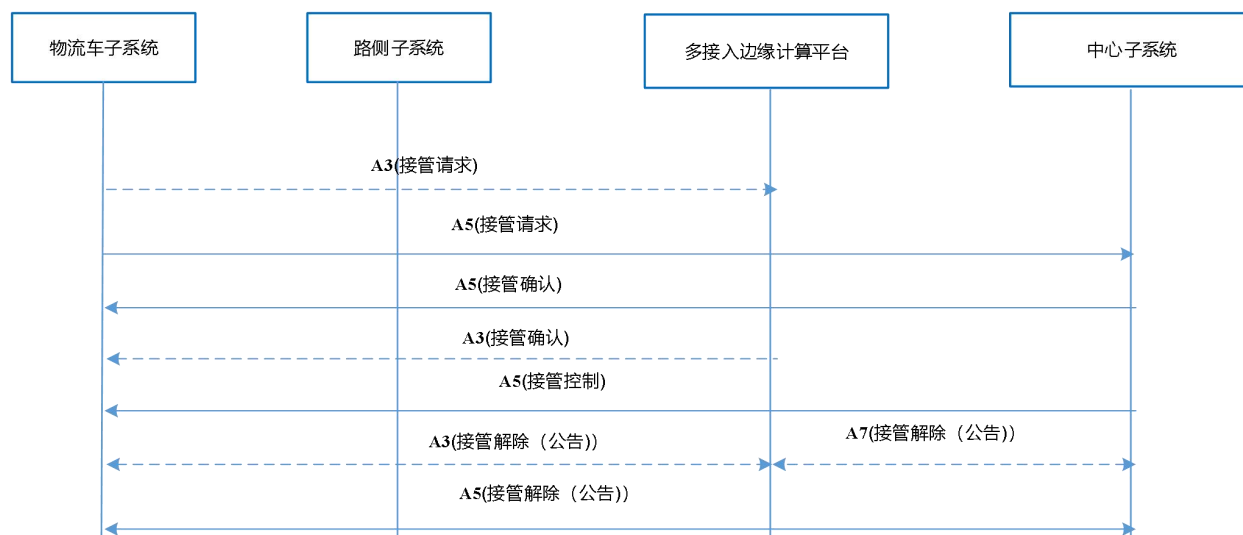 物流车子系统
路侧子系统
多接入边缘计算平台
中心子系统
A3(接管请求)
A5(接管请求)
A5(接管确认)
A3(接管确认)
A5(接管控制)
A3(接管解除（公告))
A7(接管解除（公告))
A5(接管解除（公告))